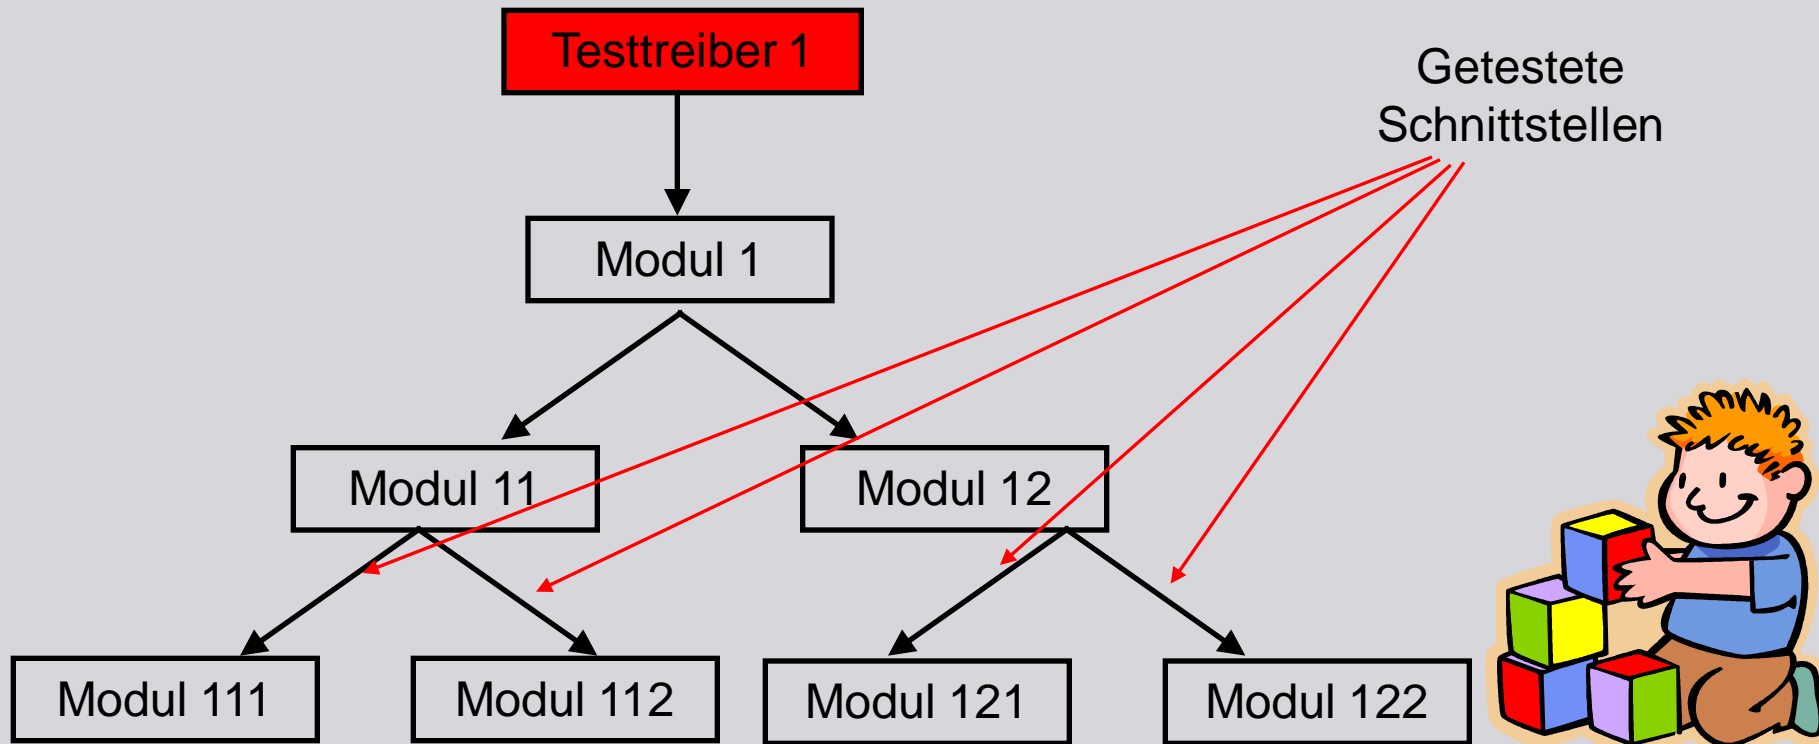 Testtreiber 1
Getestete
Schnittstellen
Modul 1
Modul 11
Modul 12
Modul 111
Modul 112
Modul 121
Modul 122